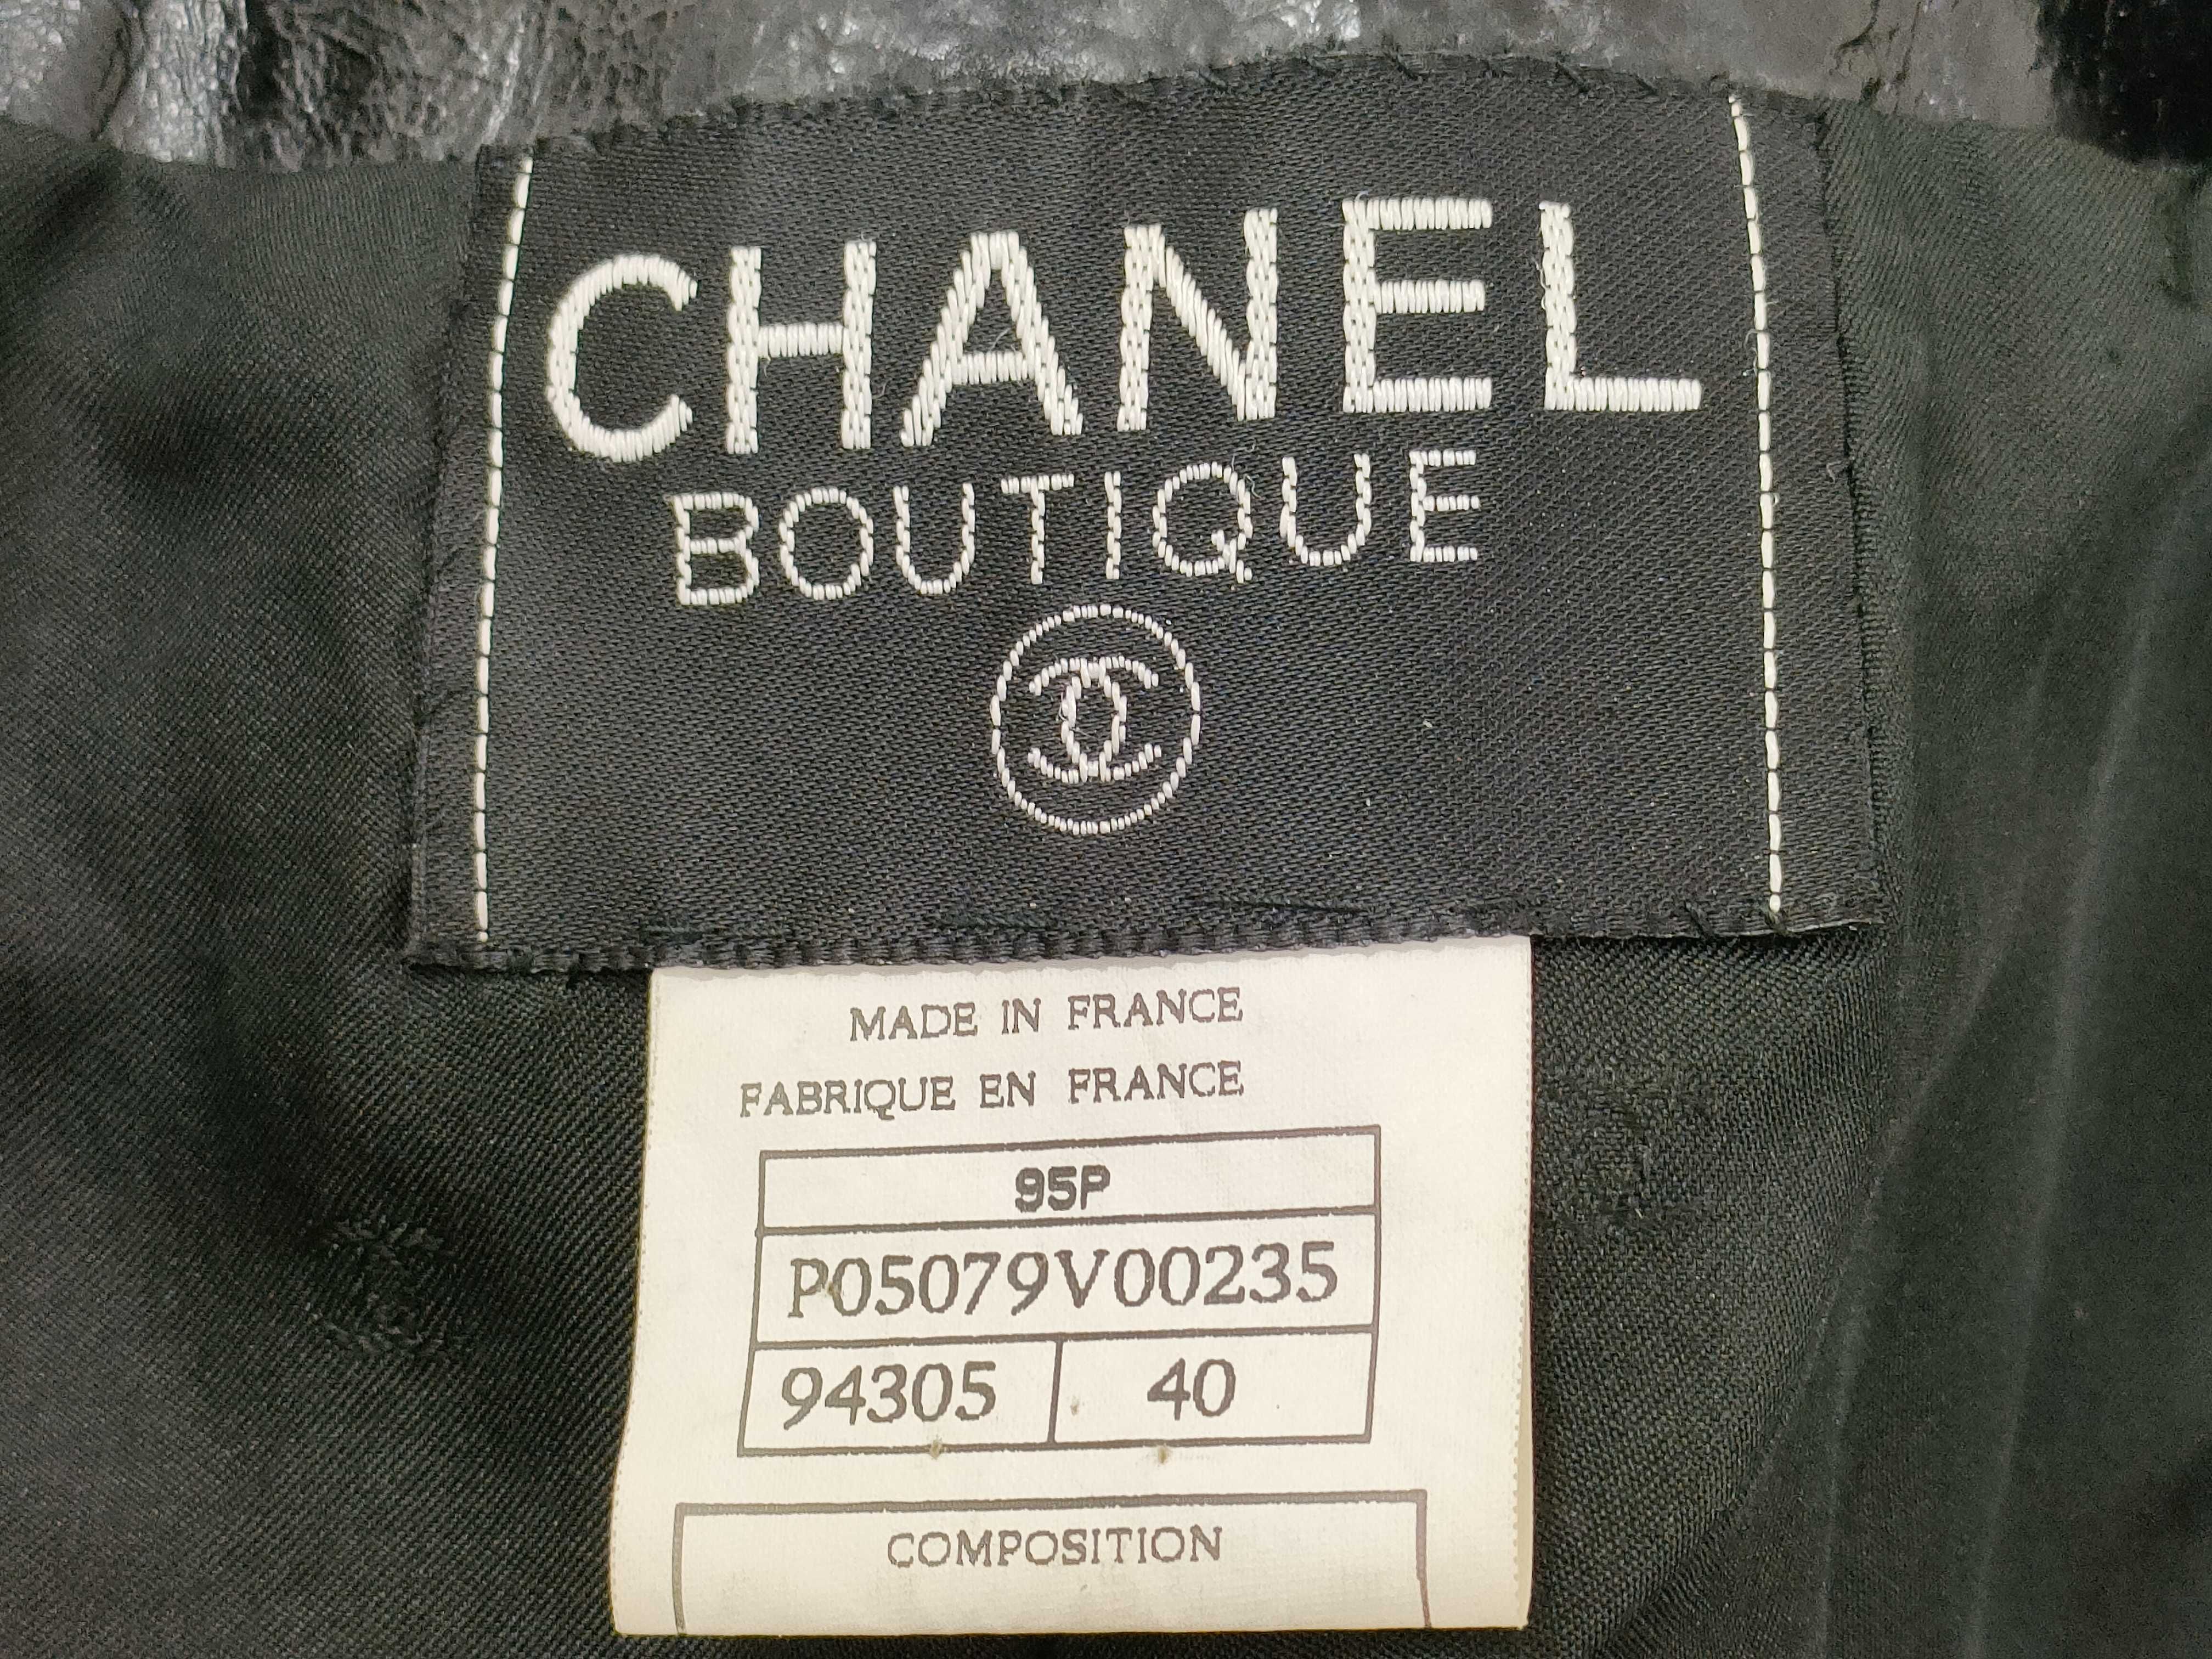 CHANEL
BOUTIQUE
MADE IN FRANCE
FABRIQUE EN FRANCE
95P
P05079V00235
94305 40
COMPOSITION